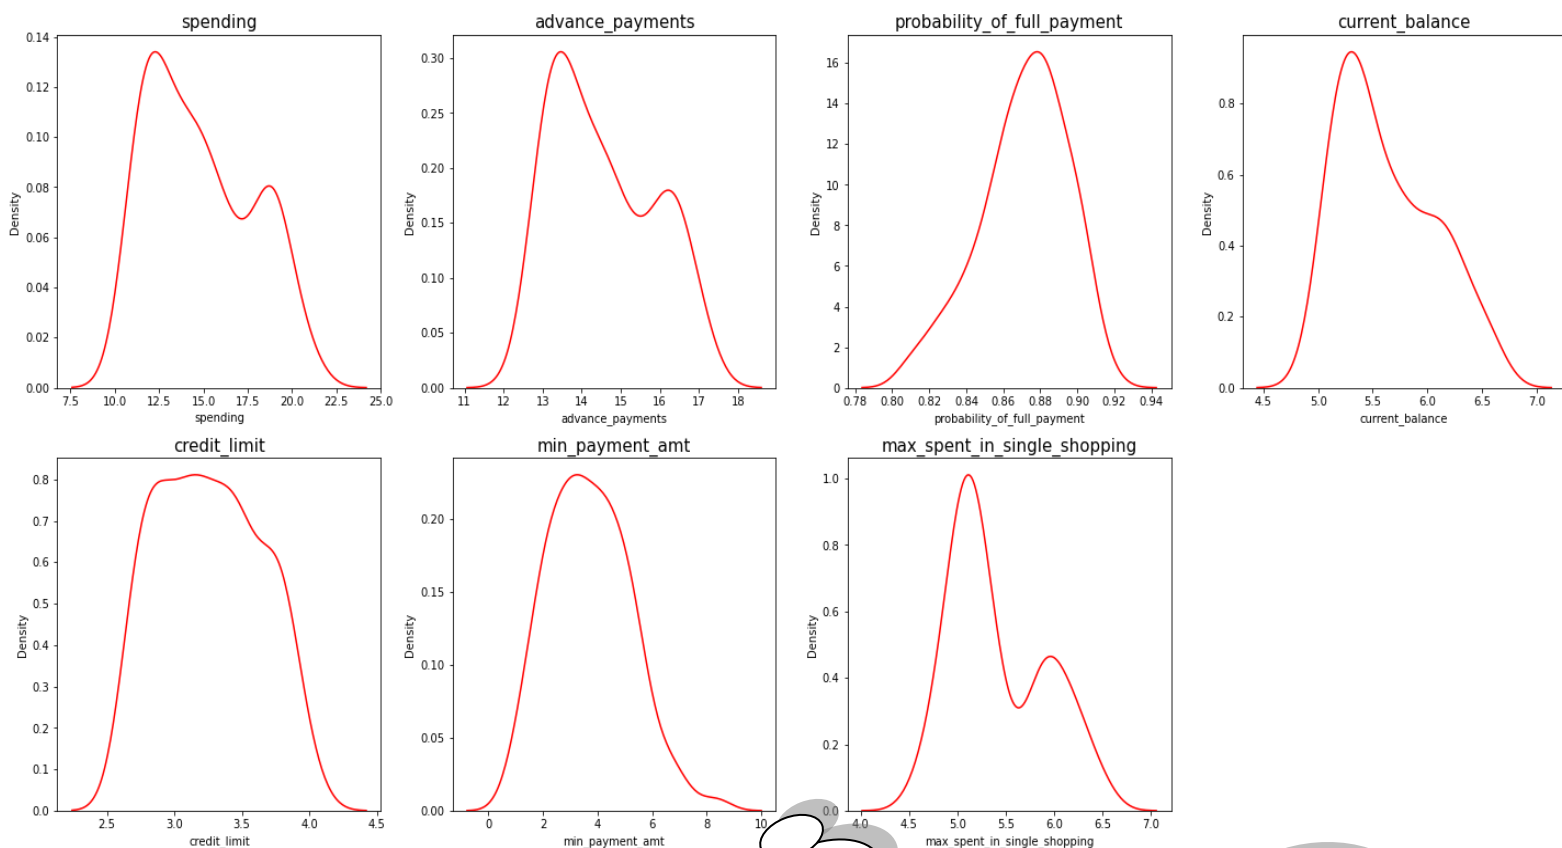 spending
advance_payments
probability_of_full_payment
current_balance
0.14
0.12
0.10
0.08
0.06
0.04
0.02
0.00
Density
7.5 10.0 12.5 15.0 17.5 20.0 22.5 25.0
spending
0.30
0.25
0.20
0.15
0.10
0.05
0.00
Density
11 12 13 14 15 16 17 18
advance_payments
16
14
12
10
8
6
4
2
0
Density
0.78 0.80 0.82 0.84 0.86 0.88 0.90 0.92 0.94
probability_of_full_payment
0.8
0.6
0.4
0.2
0.0
Density
4.5 5.0 5.5 6.0 6.5 7.0
current_balance
credit_limit
min_payment_amt
max_spent_in_single_shopping
0.8
0.7
0.6
0.5
0.4
0.3
0.2
0.1
0.0
Density
2.5 3.0 3.5 4.0 4.5
credit_limit
0.20
0.15
0.10
0.05
0.00
Density
0 2 4 6 8 10
min_payment_amt
1.0
0.8
0.6
0.4
0.2
0.0
Density
4.0 4.5 5.0 5.5 6.0 6.5 7.0
max_spent_in_single_shopping